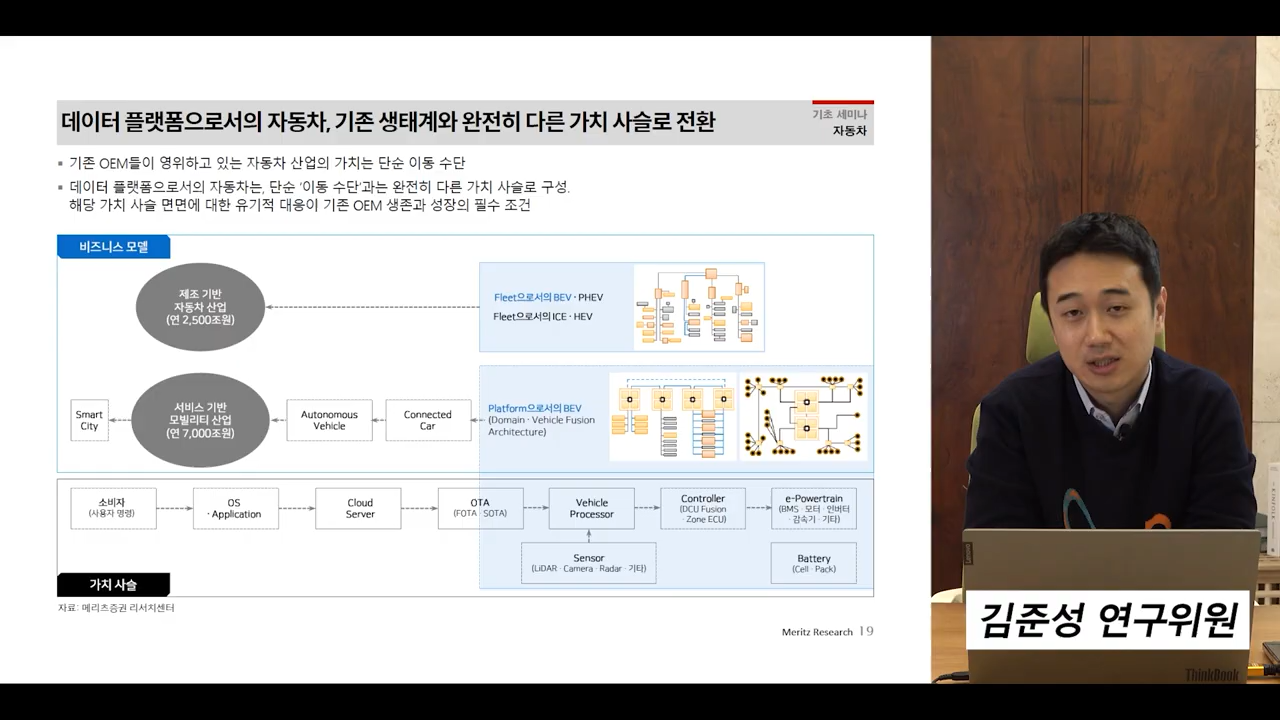 데이터 플랫폼으로서의 자동차, 기존 생태계와 완전히 다른 가치 사슬로 전환
기초 세미나
자동차
기존 OEM들이 영위하고 있는 자동차 산업의 가치는 단순 이동 수단
데이터 플랫폼으로서의 자동차는, 단순 ‘이동 수단’과는 완전히 다른 가치 사슬로 구성.
해당 가치 사슬 면면에 대한 유기적 대응이 기존 OEM 생존과 성장의 필수 조건
비즈니스 모델
제조 기반
자동차 산업
(연 2,500조원)
Fleet으로서의 BEV · PHEV
Fleet으로서의 ICE · HEV
Smart
City
서비스 기반
모빌리티 산업
(연 7,000조원)
Autonomous
Vehicle
Connected
Car
Platform으로서의 BEV
(Domain · Vehicle Fusion
Architecture)
소비자
(사용자 명령)
OS
· Application
Cloud
Server
OTA
(FOTA · SOTA)
Vehicle
Processor
Controller
(DCU Fusion
· Zone ECU)
e-Powertrain
(BMS · 모터 · 인버터
· 감속기 · 기타)
Sensor
(LiDAR · Camera · Radar · 기타)
Battery
(Cell · Pack)
가치 사슬
자료: 메리츠증권 리서치센터
Meritz Research 19
김준성 연구위원
ThinkBook